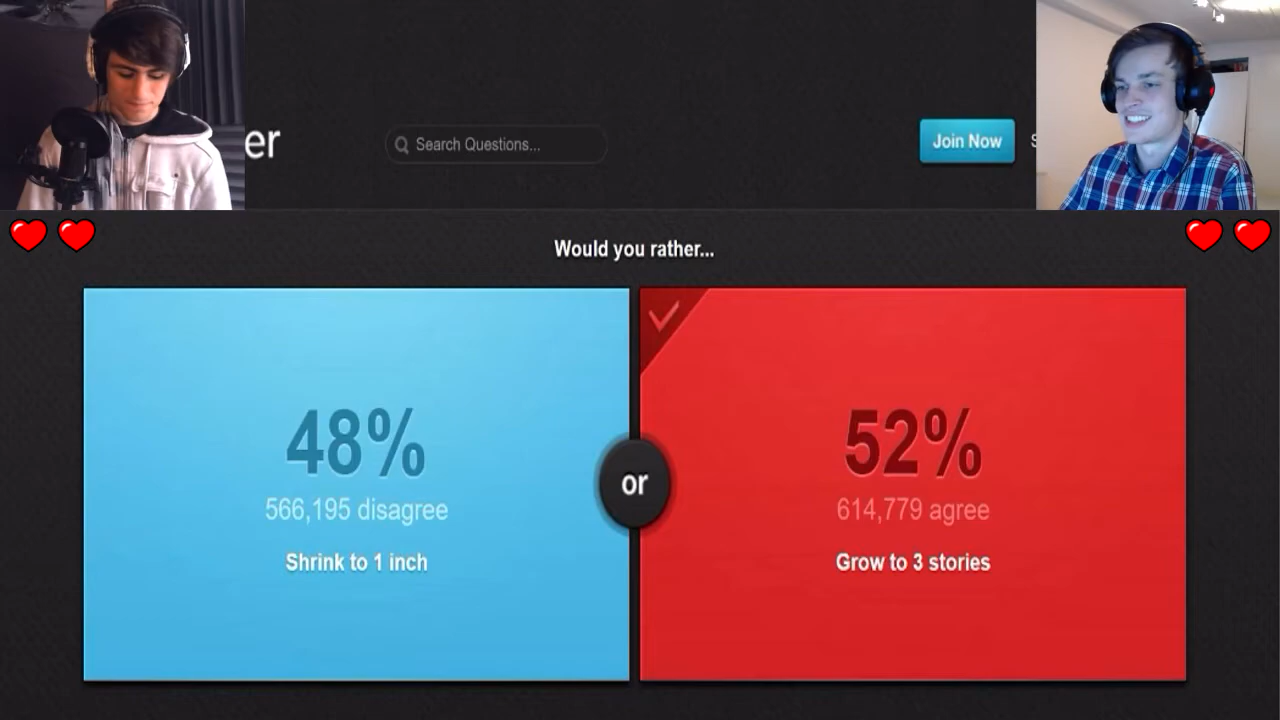 er
Search Questions...
Join Now
S
Would you rather...
48%
566,195 disagree
Shrink to 1 inch
or
52%
614,779 agree
Grow to 3 stories